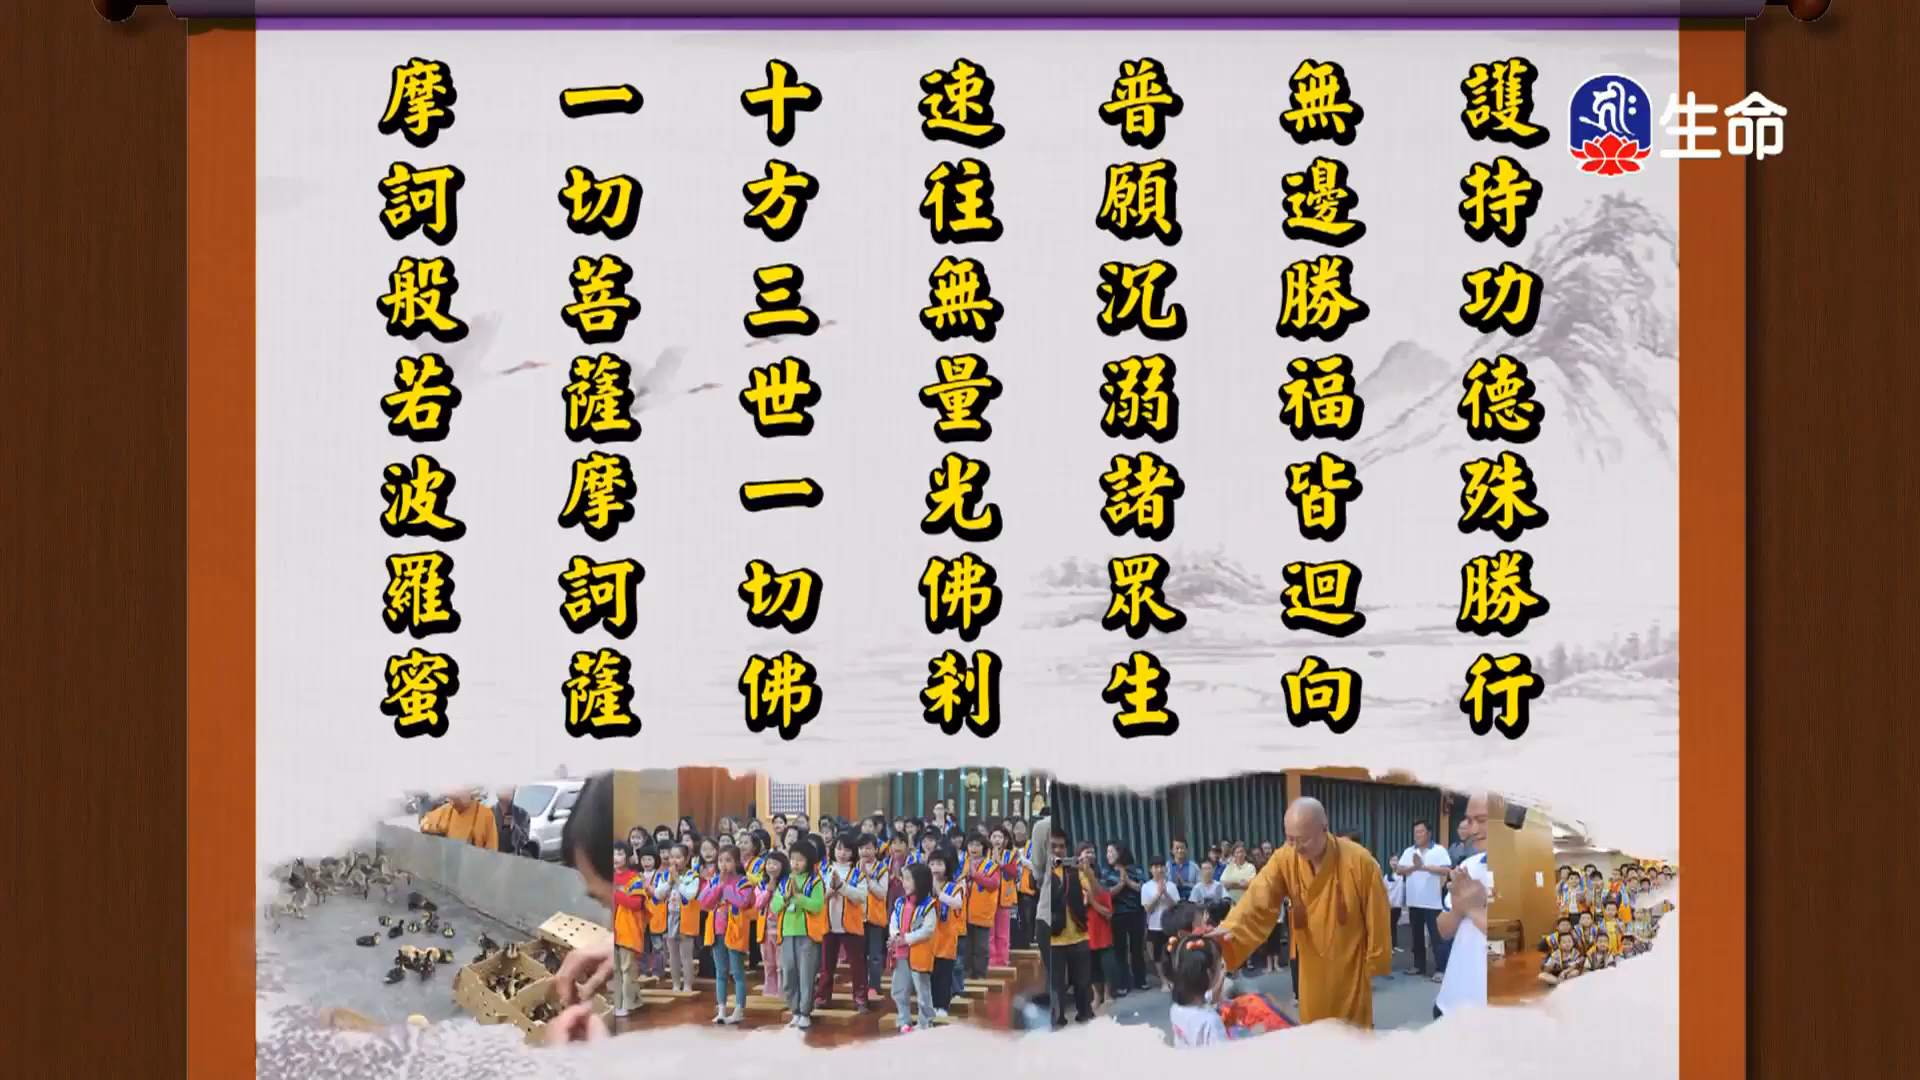 護持功德殊勝行
無邊勝福皆迴向
普願沉溺諸眾生
速往無量光佛剎
十方三世一切佛
一切菩薩摩訶薩
摩訶般若波羅蜜
生命